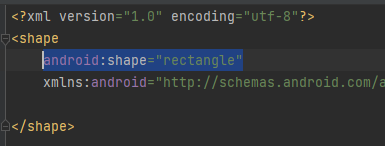 <?xml version="1.0" encoding="utf-8"?>
<shape
android:shape="rectangle"
xmlns:android="http://schemas.android.com/a
</shape>